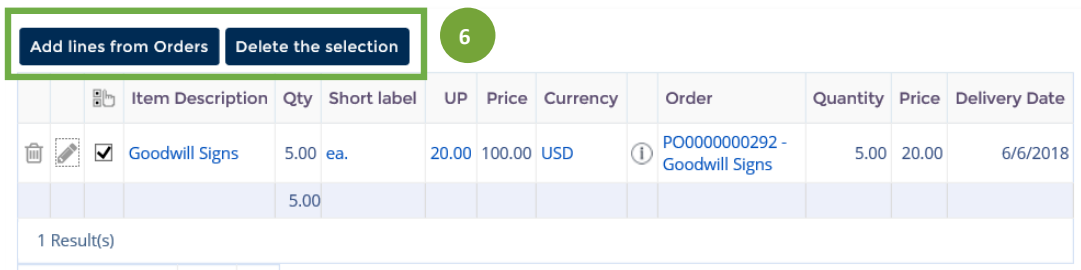 Add lines from Orders Delete the selection 6
Item Description Qty Short label UP Price Currency Order Quantity Price Delivery Date
Goodwill Signs 5.00 ea. 20.00 100.00 USD PO0000000292 - Goodwill Signs 5.00 20.00 6/6/2018
5.00
1 Result(s)